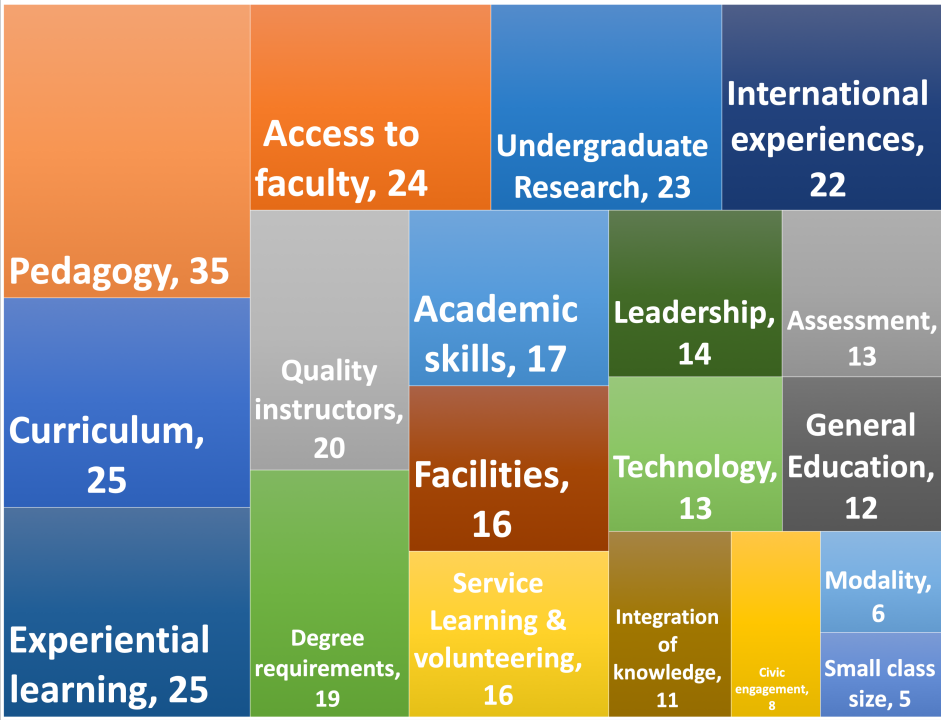 Pedagogy, 35
Curriculum,
25
Experiential
learning, 25
Access to
faculty, 24
Undergraduate
Research, 23
International
experiences,
22
Quality
instructors,
20
Degree
requirements,
19
Academic
skills, 17
Facilities,
16
Service
Learning &
volunteering,
16
Leadership,
14
Assessment,
13
Technology,
13
General
Education,
12
Integration
of
knowledge,
11
Civic
engagement,
8
Modality,
6
Small class
size, 5